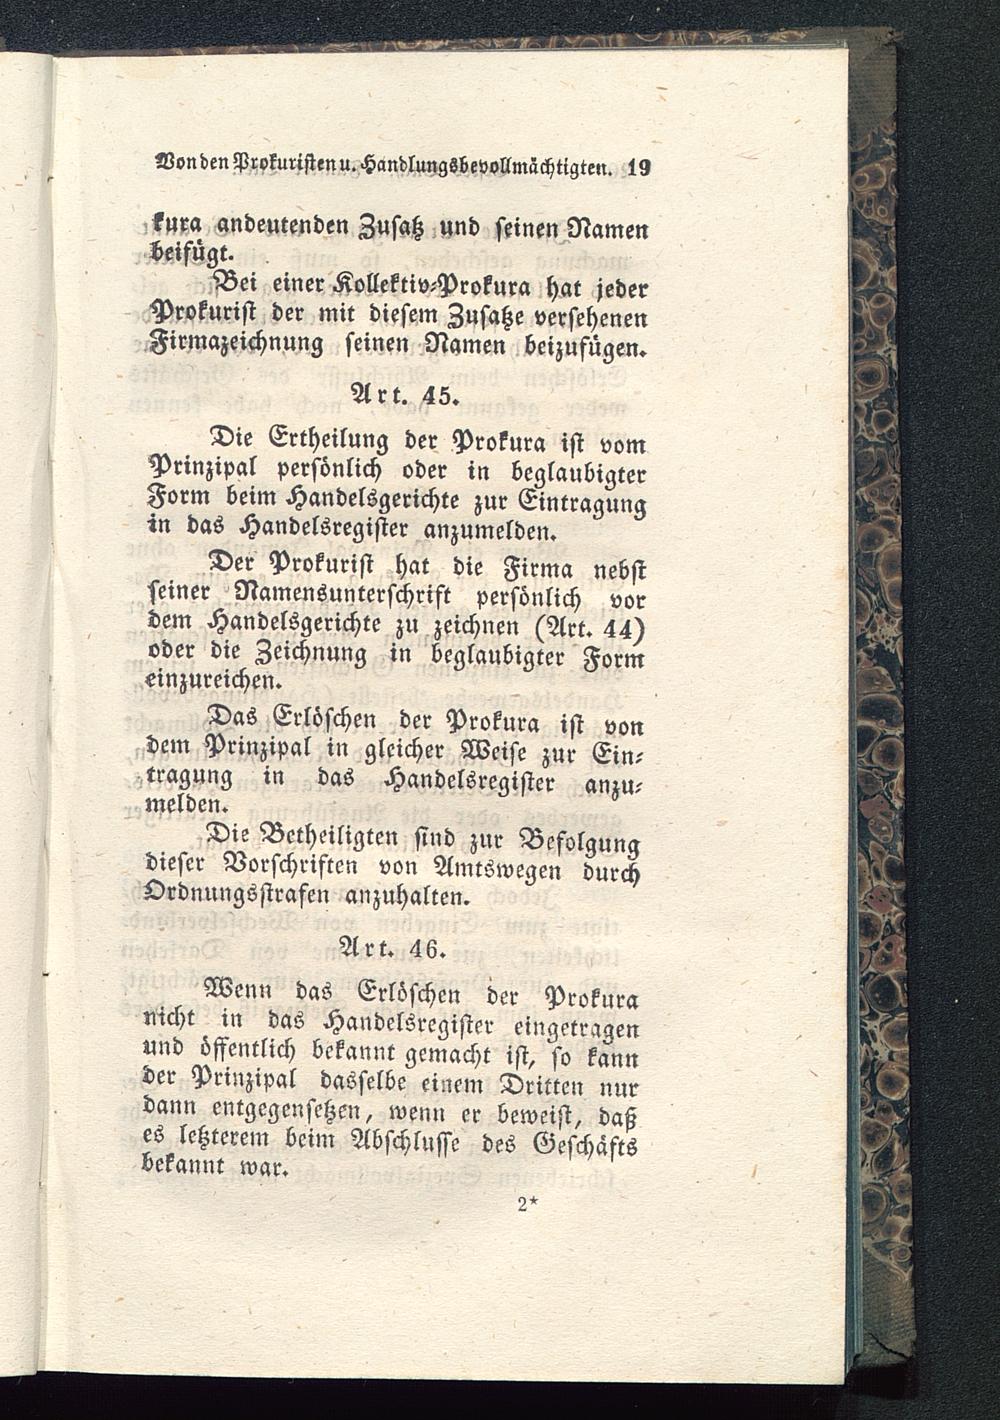 Von den Prokuristen u. Handlungsbevollmächtigten. 19
kura andeutenden Zusatz und seinen Namen
beifügt.
Bei einer Kollektiv-Prokura hat jeder
Prokurist der mit diesem Zusatze versehenen
Firmazeichnung seinen Namen beizufügen.
Art. 45.
Die Ertheilung der Prokura ist vom
Prinzipal persönlich oder in beglaubigter
Form beim Handelsgerichte zur Eintragung
in das Handelsregister anzumelden.
Der Prokurist hat die Firma nebst
seiner Namensunterschrift persönlich vor
dem Handelsgerichte zu zeichnen (Art. 44)
oder die Zeichnung in beglaubigter Form
einzureichen.
Das Erlöschen der Prokura ist von
dem Prinzipal in gleicher Weise zur Ein-
tragung in das Handelsregister anzu-
melden.
Die Betheiligten sind zur Befolgung
dieser Vorschriften von Amtswegen durch
Ordnungsstrafen anzuhalten.
Art. 46.
Wenn das Erlöschen der Prokura
nicht in das Handelsregister eingetragen
und öffentlich bekannt gemacht ist, so kann
der Prinzipal dasselbe einem Dritten nur
dann entgegensetzen, wenn er beweist, daß
es letzterem beim Abschlusse des Geschäfts
bekannt war.
2*